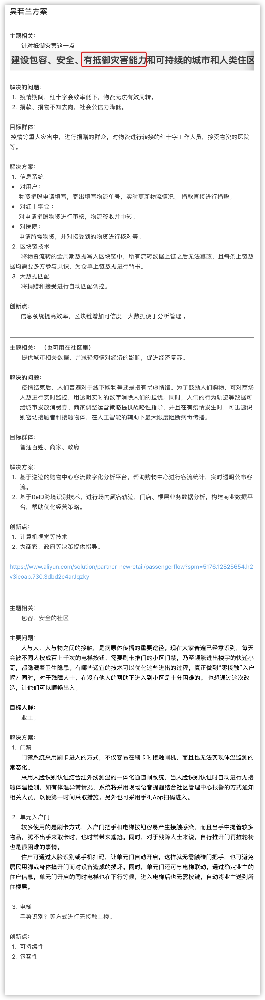 吴若兰方案
主题相关：
针对抵御灾害这一点
建设包容、安全、有抵御灾害能力和可持续的城市和人类住区
解决的问题：
1. 疫情期间，红十字会效率低下，物资无法有效周转。
2. 捐款、捐物不知去向，社会公信力降低。
目标群体：
疫情等重大灾害中，进行捐赠的群众，对物资进行转接的红十字工作人员，接受物资的医院
等。
解决方案：
1. 信息系统
• 对用户：
物资捐赠申请填写，寄出填写物流单号，实时更新物流情况。 捐款直接进行捐赠。
• 对红十字会：
对申请捐赠物资进行审核，物流签收并中转。
• 对医院：
申请所需物资，并对接受到的物资进行核对等。
2. 区块链技术
将物资流转的全周期数据写入区块链中，所有流转数据上链之后无法篡改，且每条上链数
据均需要多方参与共识，为仓单上链数据进行背书。
3. 大数据匹配
将捐赠和接受进行自动匹配调控。
创新点：
信息系统提高效率，区块链增加可信度，大数据便于分析管理 。
主题相关： （也可用在社区里）
提供城市相关数据，并减轻疫情对经济的影响，促进经济复苏。
解决的问题：
疫情结束后，人们普遍对于线下购物等还是抱有忧虑情绪。为了鼓励人们购物，可对商场
人数进行实时监控，用透明实时的数字消除人们的担忧。同时，人们的行为轨迹等数据可
给城市发放消费券、商家调整运营策略提供战略性指导，并且在有疫情发生时，可迅速识
别密切接触者和接触物体，在人工智能的辅助下最大限度阻断病毒传播。
目标群体：
普通百姓、商家、政府
解决方案：
1. 基于巡迹的购物中心客流数字化分析平台，帮助购物中心进行客流统计，实时透明公布客
流。
2. 基于ReID跨境识别技术，进行场内顾客轨迹，门店、楼层业务数据分析，构建商业数据平
台，帮助优化经营策略。
创新点：
1. 计算机视觉等技术
2. 为商家、政府等决策提供指导。
https://www.aliyun.com/solution/partner-newretail/passengerflow?spm=5176.12825654.h2
v3icoap.730.3dbd2c4arJqzky
主题相关：
包容、安全的社区
主要问题：
人与人、人与物之间的接触，是病原体传播的重要途径。现在大家普遍已经意识到，每天
会被不同人按成百上千次的电梯按钮、需要刷卡推门的小区门禁，乃至频繁进出楼宇的快递小
哥，都隐藏着卫生隐患。有哪些适宜的技术可以优化这些进出的过程，真正做到“零接触”入户
呢？同时，对于残障人士，在没有他人的帮助下进入到小区是十分困难的。 也想通过这次改
造，让他们可以顺畅出入。
目标人群：
业主。
解决方案：
1. 门禁
门禁系统采用刷卡进入的方式，不仅容易在刷卡时接触闸机，而且也无法实现体温监测的
常态化。
采用人脸识别认证结合红外线测温的一体化通道闸系统，当人脸识别认证时自动进行无接
触体温检测，如有体温异常情况，系统将采用现场语音提醒结合社区管理中心报警的方式通知
相关人员，以便第一时间采取措施。另外也可采用手机App扫码进入。
2. 单元入户门
较多使用的是刷卡方式，入户门把手和电梯按钮容易产生接触感染，而且当手中提着较多
物品，腾不出手来取卡时，也时常带来尴尬。同时，对于残障人士来说，自行推开门再推轮椅
也是很困难的事情。
住户可通过人脸识别或手机扫码，让单元门自动开启，这样就无需触碰门把手，也可避免
居民用脚或身体撞开门而对设备造成的损坏。同时，单元门还可与电梯联动，通过确定业主的
住户信息，单元门开启的同时电梯也在下行等候，进入电梯后也无需按键，自动将业主送到所
住楼层。
3. 电梯
手势识别？等方式进行无接触上楼。
创新点：
1. 可持续性
2. 包容性